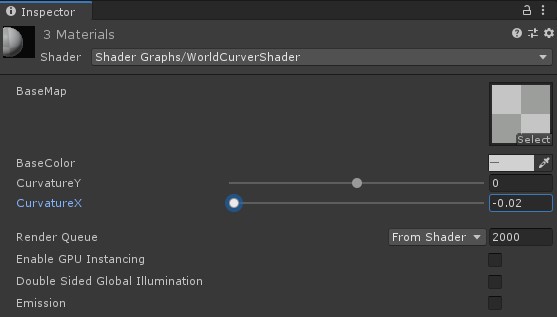 Inspector
3 Materials
Shader Shader Graphs/WorldCurverShader
BaseMap
Select
BaseColor
CurvatureY 0
CurvatureX -0.02
Render Queue From Shader 2000
Enable GPU Instancing
Double Sided Global Illumination
Emission